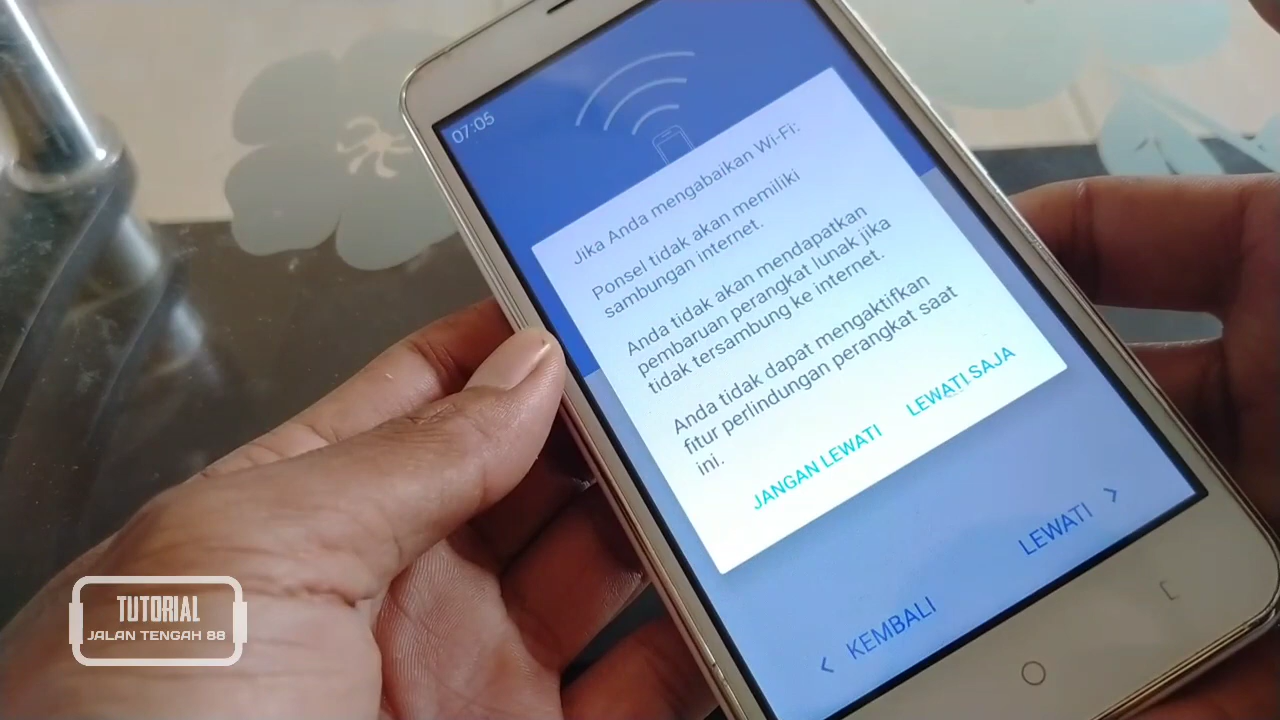 07:05
Jika Anda mengabaikan Wi-Fi:
Ponsel tidak akan memiliki
sambungan internet.
Anda tidak akan mendapatkan
pembaruan perangkat lunak jika
tidak tersambung ke internet.
Anda tidak dapat mengaktifkan
fitur perlindungan perangkat saat
ini.
JANGAN LEWATI
LEWATI SAJA
LEWATI >
< KEMBALI
TUTORIAL
JALAN TENGAH 88